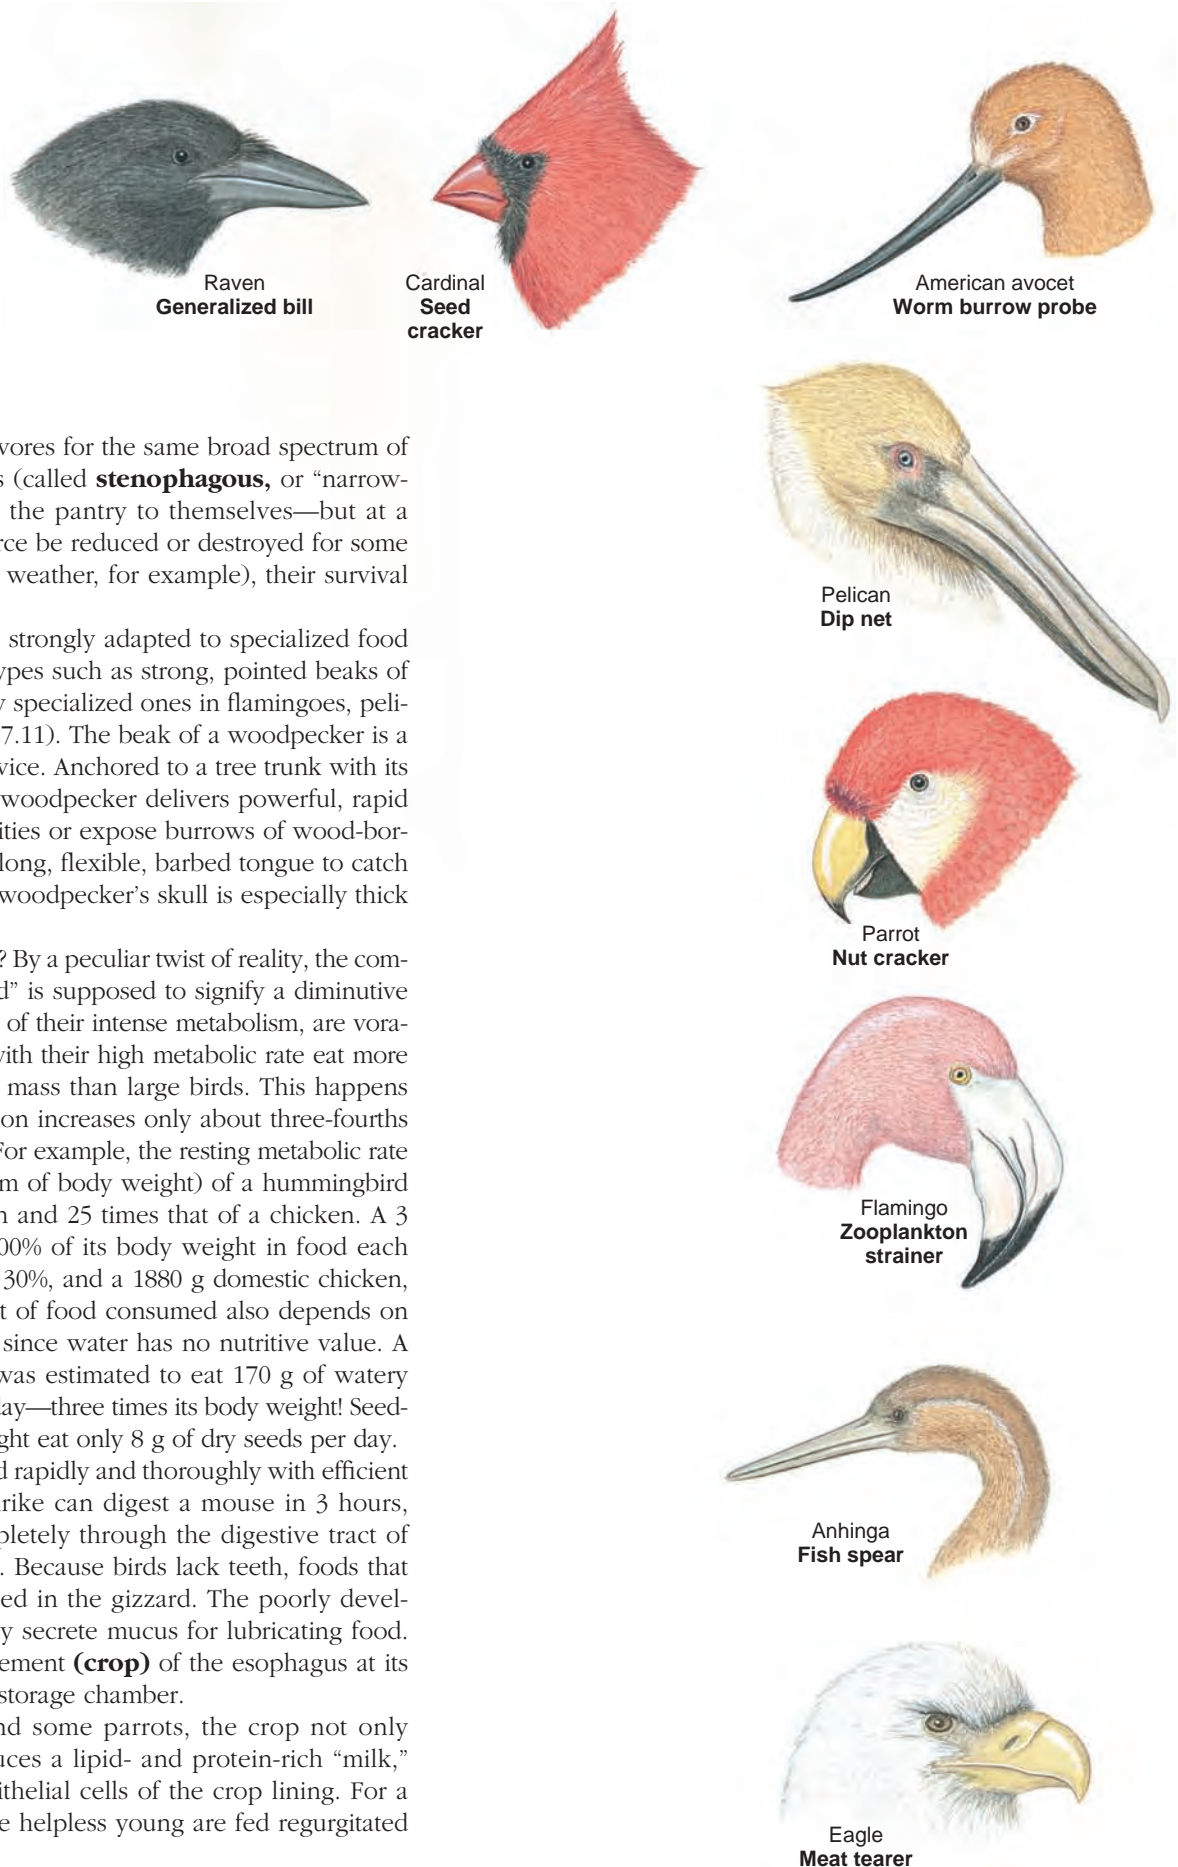 Raven
Generalized bill
Cardinal
Seed
cracker
American avocet
Worm burrow probe
Pelican
Dip net
Parrot
Nut cracker
Flamingo
Zooplankton
strainer
Anhinga
Fish spear
Eagle
Meat tearer
vores for the same broad spectrum of
s (called stenophagous, or “narrow-
the pantry to themselves—but at a
rce be reduced or destroyed for some
weather, for example), their survival
strongly adapted to specialized food
ypes such as strong, pointed beaks of
y specialized ones in flamingoes, peli-
7.11). The beak of a woodpecker is a
vice. Anchored to a tree trunk with its
woodpecker delivers powerful, rapid
ities or expose burrows of wood-bor-
long, flexible, barbed tongue to catch
woodpecker’s skull is especially thick
? By a peculiar twist of reality, the com-
d” is supposed to signify a diminutive
of their intense metabolism, are vora-
with their high metabolic rate eat more
mass than large birds. This happens
ion increases only about three-fourths
For example, the resting metabolic rate
m of body weight) of a hummingbird
n and 25 times that of a chicken. A 3
00% of its body weight in food each
30%, and a 1880 g domestic chicken,
t of food consumed also depends on
since water has no nutritive value. A
was estimated to eat 170 g of watery
day—three times its body weight! Seed-
ght eat only 8 g of dry seeds per day.
d rapidly and thoroughly with efficient
rike can digest a mouse in 3 hours,
pletely through the digestive tract of
. Because birds lack teeth, foods that
ed in the gizzard. The poorly devel-
y secrete mucus for lubricating food.
ement (crop) of the esophagus at its
storage chamber.
nd some parrots, the crop not only
uces a lipid- and protein-rich “milk,”
ithelial cells of the crop lining. For a
e helpless young are fed regurgitated